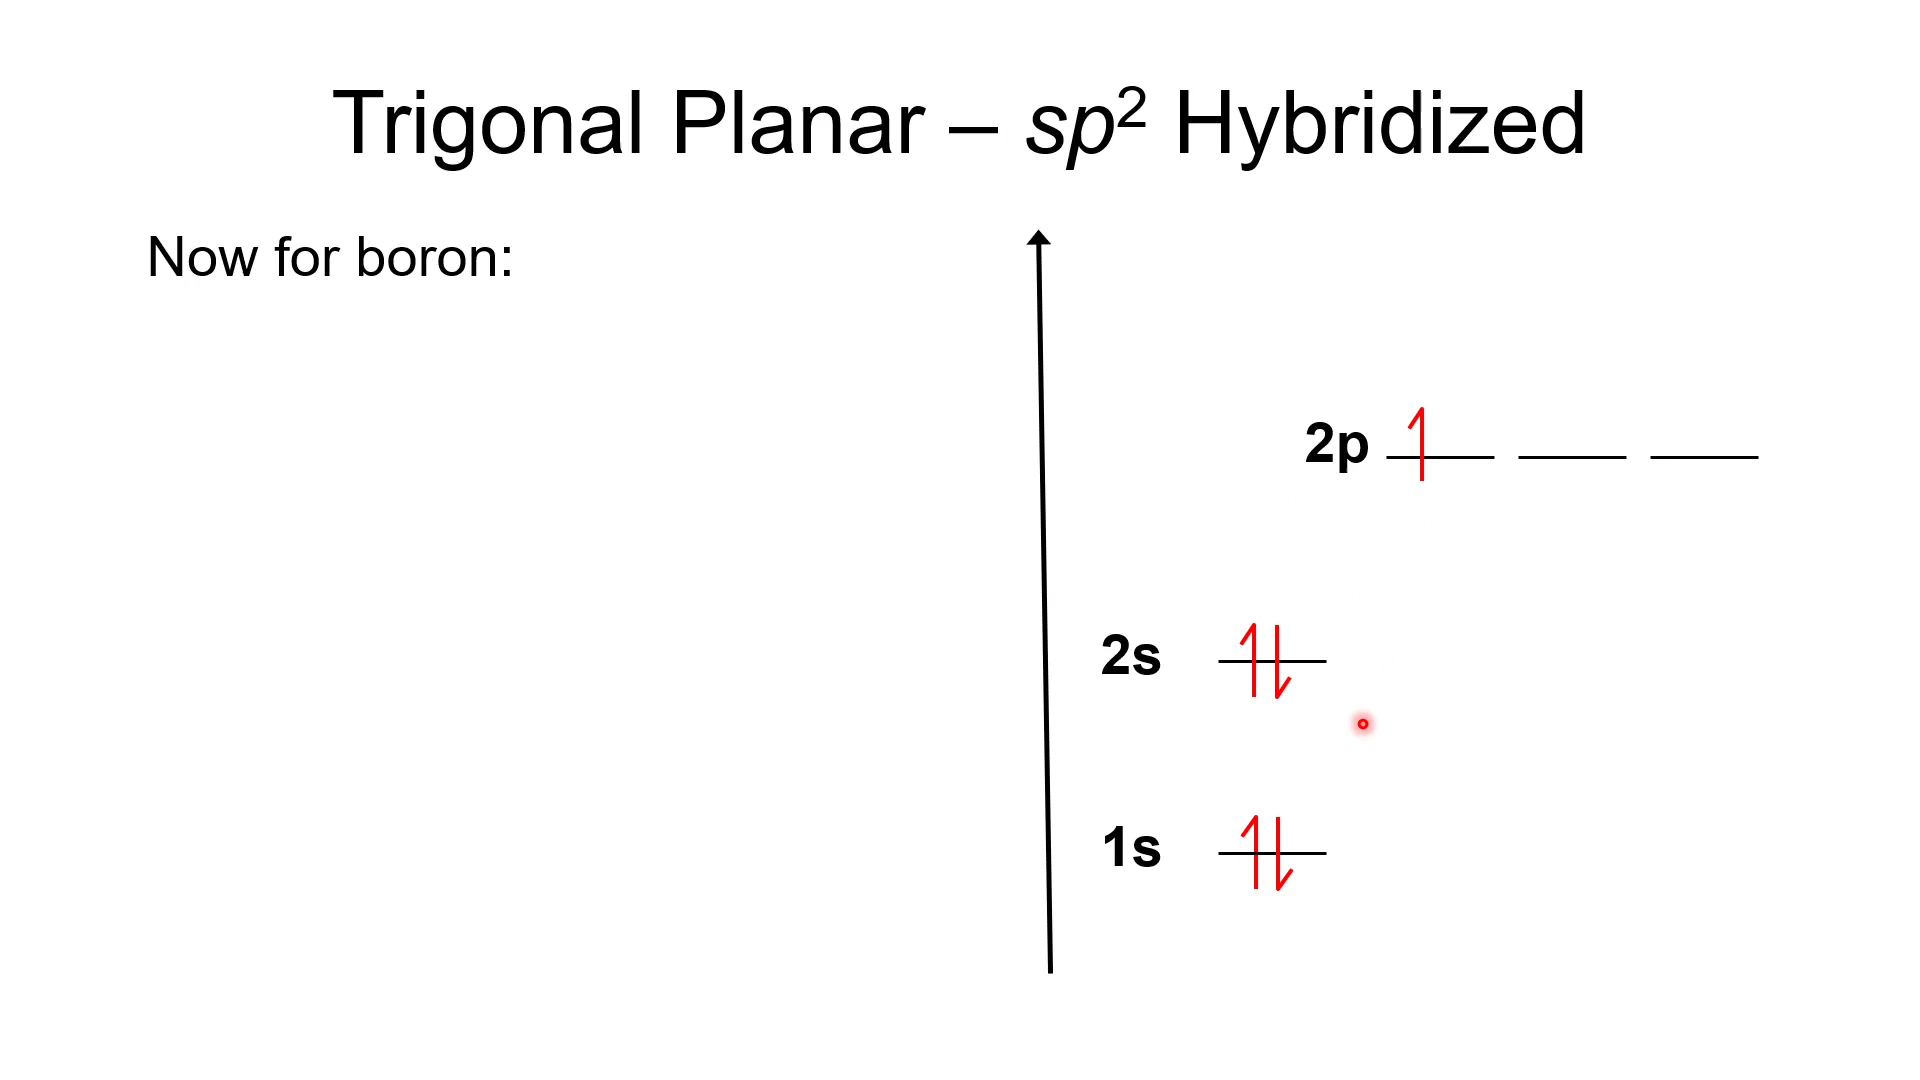 Trigonal Planar – sp² Hybridized
Now for boron:
2p
2s
1s